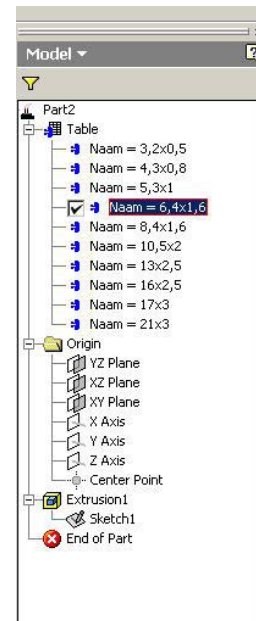 Model
Part2
Table
Naam = 3,2x0,5
Naam = 4,3x0,8
Naam = 5,3x1
Naam = 6,4x1,6
Naam = 8,4x1,6
Naam = 10,5x2
Naam = 13x2,5
Naam = 16x2,5
Naam = 17x3
Naam = 21x3
Origin
YZ Plane
XZ Plane
XY Plane
X Axis
Y Axis
Z Axis
Center Point
Extrusion1
Sketch1
End of Part